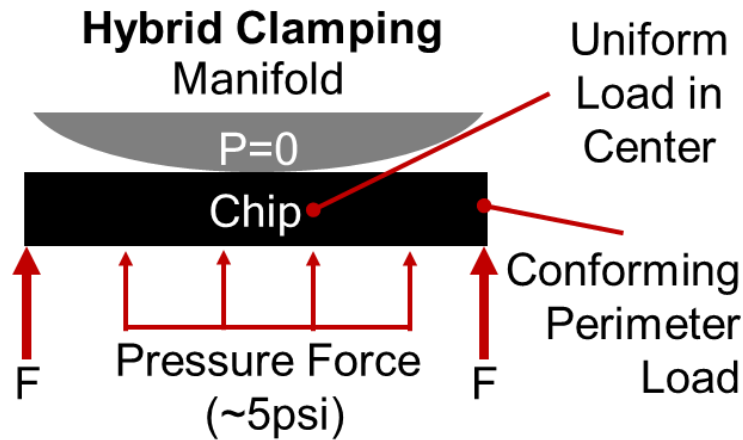 Hybrid Clamping
Manifold
P=0
Chip
Uniform
Load in
Center
Conforming
Perimeter
Load
F
Pressure Force
(~5psi)
F